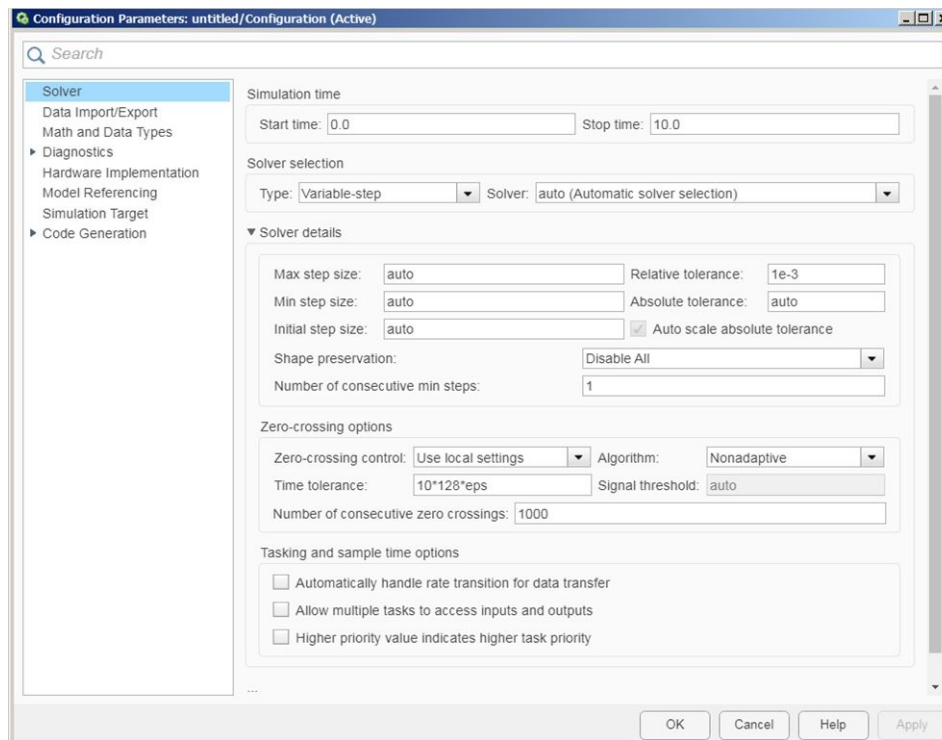 Configuration Parameters: untitled/Configuration (Active)
Search
Solver
Data Import/Export
Math and Data Types
Diagnostics
Hardware Implementation
Model Referencing
Simulation Target
Code Generation
Simulation time
Start time: 0.0 Stop time: 10.0
Solver selection
Type: Variable-step Solver: auto (Automatic solver selection)
Solver details
Max step size: auto Relative tolerance: 1e-3
Min step size: auto Absolute tolerance: auto
Initial step size: auto Auto scale absolute tolerance
Shape preservation: Disable All
Number of consecutive min steps: 1
Zero-crossing options
Zero-crossing control: Use local settings Algorithm: Nonadaptive
Time tolerance: 10*128*eps Signal threshold: auto
Number of consecutive zero crossings: 1000
Tasking and sample time options
Automatically handle rate transition for data transfer
Allow multiple tasks to access inputs and outputs
Higher priority value indicates higher task priority
...
OK Cancel Help Apply